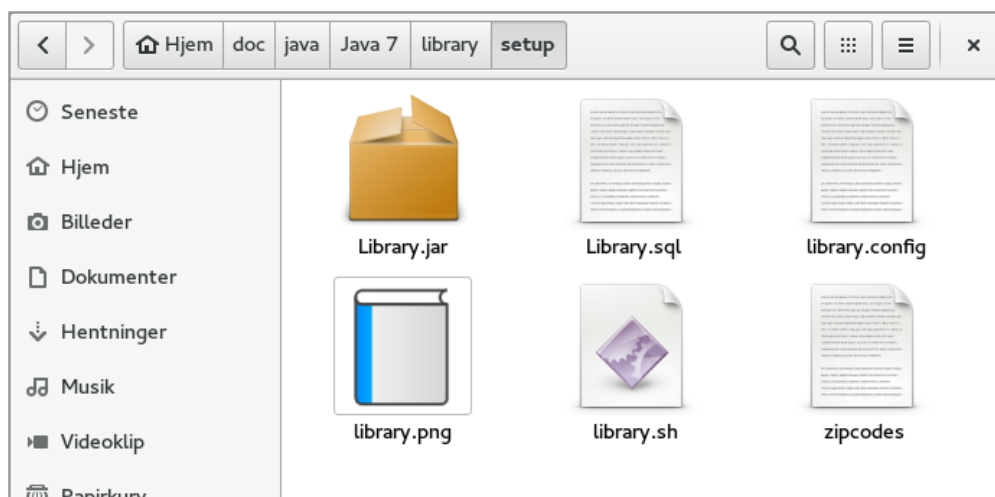 Hjem doc java Java 7 library setup
Seneste
Hjem
Billeder
Dokumenter
Hentninger
Musik
Videoklip
Papirkurv
Library.jar Library.sql library.config
library.png library.sh zipcodes